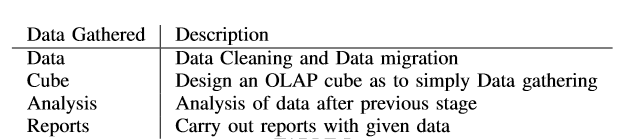 Data Gathered Description
Data Data Cleaning and Data migration
Cube Design an OLAP cube as to simply Data gathering
Analysis Analysis of data after previous stage
Reports Carry out reports with given data